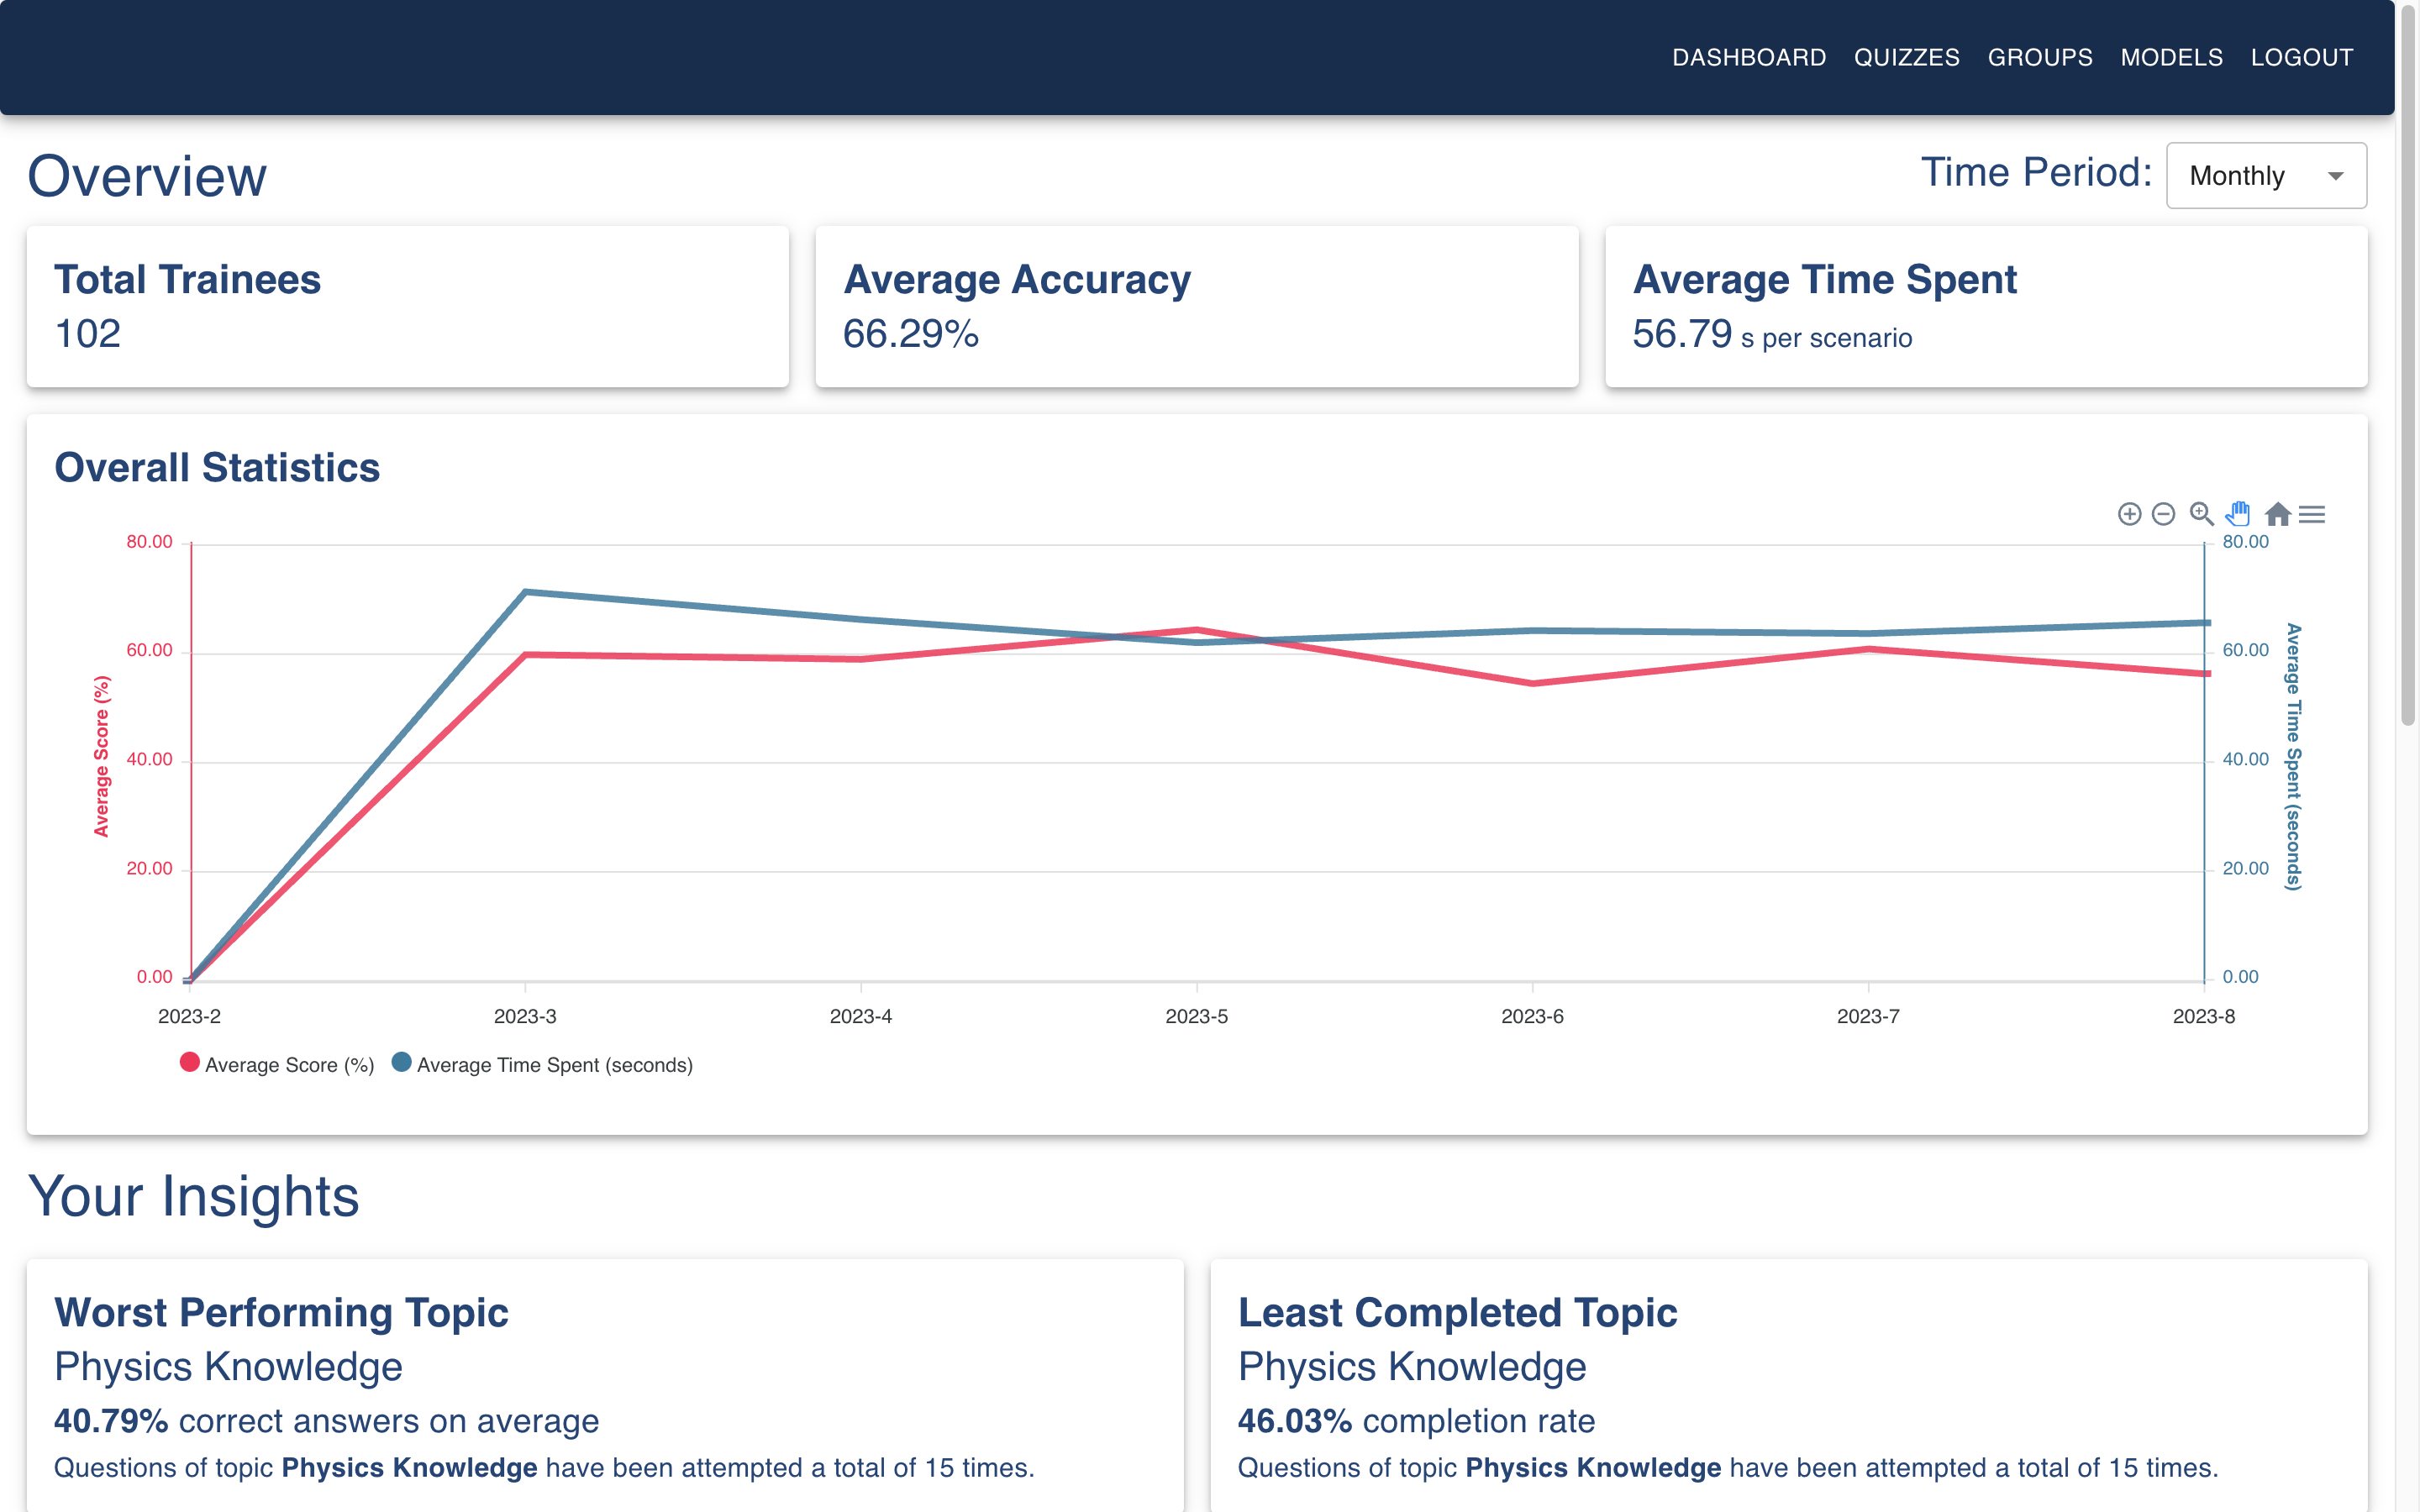 DASHBOARD QUIZZES GROUPS MODELS LOGOUT
Overview
Time Period: Monthly
Total Trainees
102
Average Accuracy
66.29%
Average Time Spent
56.79 s per scenario
Overall Statistics
80.00
60.00
40.00
20.00
0.00
Average Score (%)
80.00
60.00
40.00
20.00
0.00
Average Time Spent (seconds)
2023-2 2023-3 2023-4 2023-5 2023-6 2023-7 2023-8
Average Score (%) Average Time Spent (seconds)
Your Insights
Worst Performing Topic
Physics Knowledge
40.79% correct answers on average
Questions of topic Physics Knowledge have been attempted a total of 15 times.
Least Completed Topic
Physics Knowledge
46.03% completion rate
Questions of topic Physics Knowledge have been attempted a total of 15 times.